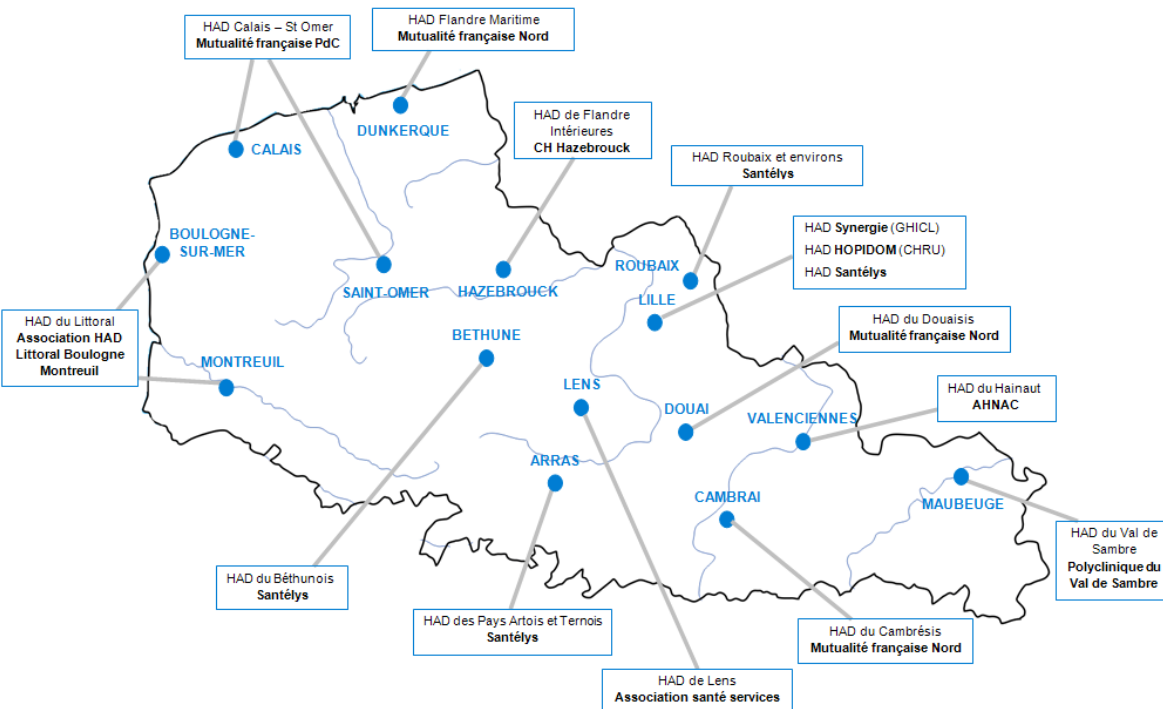 HAD Calais – St Omer
Mutualité française PdC
HAD Flandre Maritime
Mutualité française Nord
HAD de Flandre
Intérieures
CH Hazebrouck
HAD Roubaix et environs
Santélys
HAD Synergie (GHICL)
HAD HOPIDOM (CHRU)
HAD Santélys
DUNKERQUE
CALAIS
BOULOGNE-
SUR-MER
SAINT-OMER
HAZEBROUCK
ROUBAIX
LILLE
HAD du Littoral
Association HAD
Littoral Boulogne
Montreuil
BETHUNE
HAD du Douaisis
Mutualité française Nord
MONTREUIL
LENS
DOUAI
VALENCIENNES
HAD du Hainaut
AHNAC
ARRAS
CAMBRAI
MAUBEUGE
HAD du Val de
Sambre
Polyclinique du
Val de Sambre
HAD du Béthunois
Santélys
HAD des Pays Artois et Ternois
Santélys
HAD du Cambrésis
Mutualité française Nord
HAD de Lens
Association santé services